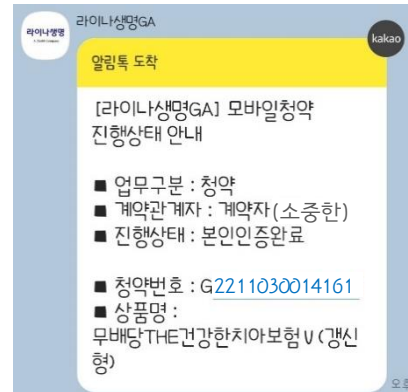 라이나생명
라이나생명GA
kakao
알림톡 도착
[라이나생명GA] 모바일청약
진행상태 안내
■ 업무구분 : 청약
■ 계약관계자 : 계약자(소중한)
■ 진행상태 : 본인인증완료
■ 청약번호 : G2211030014161
■ 상품명 :
무배당THE건강한치아보험V(갱신
형)
오후